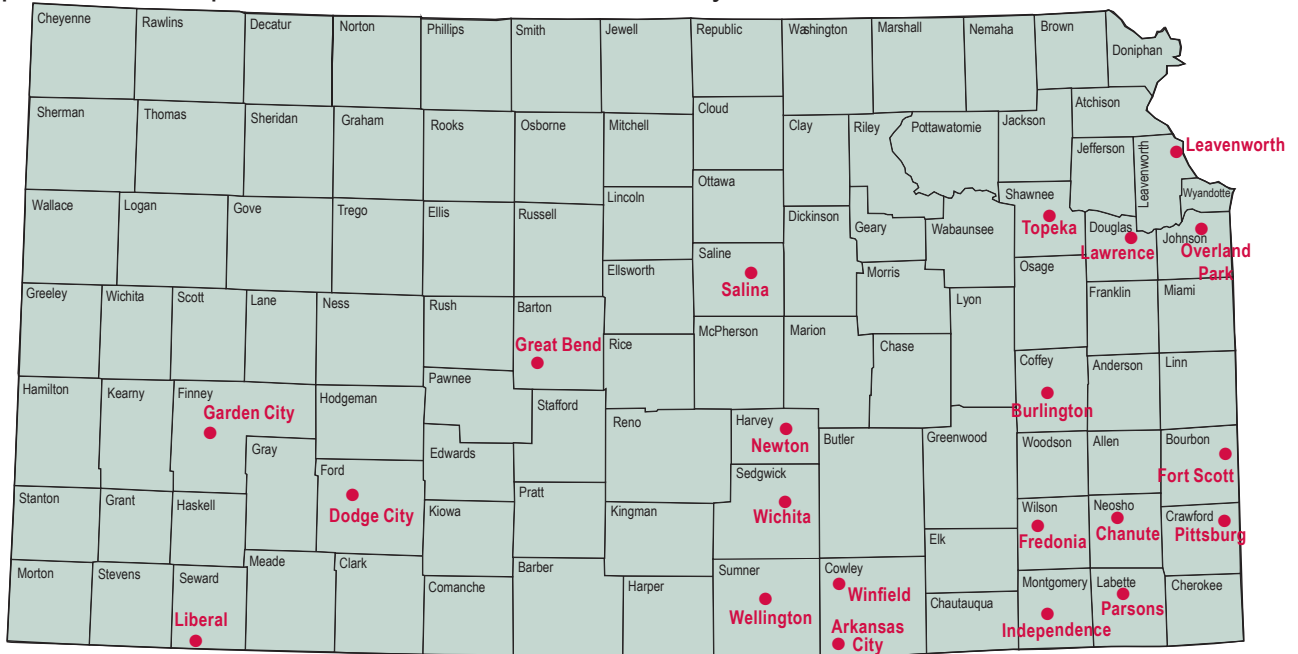 Cheyenne
Rawlins
Decatur
Norton
Phillips
Smith
Jewell
Republic
Washington
Marshall
Nemaha
Brown
Doniphan
Sherman
Thomas
Sheridan
Graham
Rooks
Osborne
Mitchell
Cloud
Clay
Riley
Pottawatomie
Jackson
Atchison
Jefferson
Leavenworth
Leavenworth
Wyandotte
Wallace
Logan
Gove
Trego
Ellis
Russell
Lincoln
Ottawa
Dickinson
Geary
Wabaunsee
Shawnee
Topeka
Douglas
Lawrence
Johnson
Overland
Park
Saline
Salina
Ellsworth
Morris
Osage
Franklin
Miami
Greeley
Wichita
Scott
Lane
Ness
Rush
Barton
Great Bend
Rice
McPherson
Marion
Chase
Lyon
Coffey
Burlington
Anderson
Linn
Hamilton
Kearny
Finney
Garden City
Hodgeman
Pawnee
Stafford
Reno
Harvey
Newton
Butler
Greenwood
Woodson
Allen
Bourbon
Fort Scott
Gray
Ford
Dodge City
Edwards
Pratt
Kiowa
Kingman
Sedgwick
Wichita
Elk
Wilson
Fredonia
Neosho
Chanute
Crawford
Pittsburg
Stanton
Grant
Haskell
Morton
Stevens
Seward
Liberal
Meade
Clark
Comanche
Barber
Harper
Sumner
Wellington
Cowley
Winfield
Arkansas
City
Chautauqua
Montgomery
Independence
Labette
Parsons
Cherokee